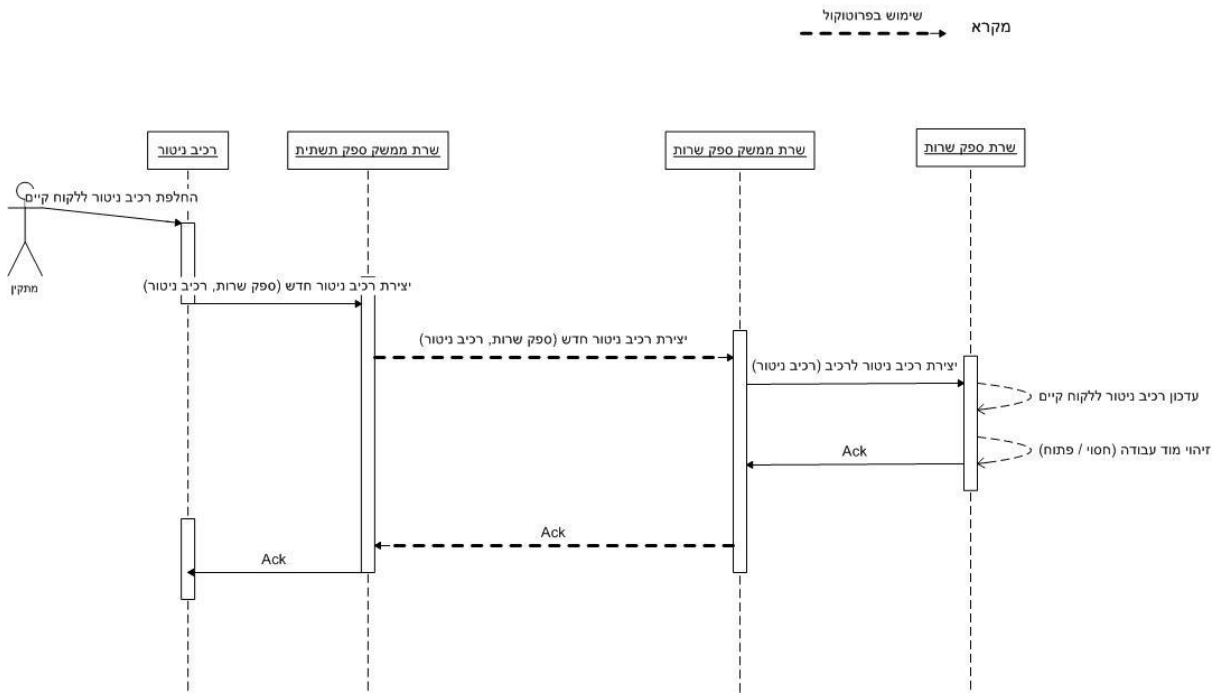 שימוש בפרוטוקול
מקרא
רכיב ניטור
שרת ממשק ספק תשתית
שרת ממשק ספק שרות
שרת ספק שרות
החלפת רכיב ניטור ללקוח קיים
מתקין
יצירת רכיב ניטור חדש (ספק שרות, רכיב ניטור)
יצירת רכיב ניטור חדש (ספק שרות, רכיב ניטור)
יצירת רכיב ניטור לרכיב (רכיב ניטור)
עדכון רכיב ניטור ללקוח קיים
זיהוי מוד עבודה (חסוי / פתוח)
Ack
Ack
Ack